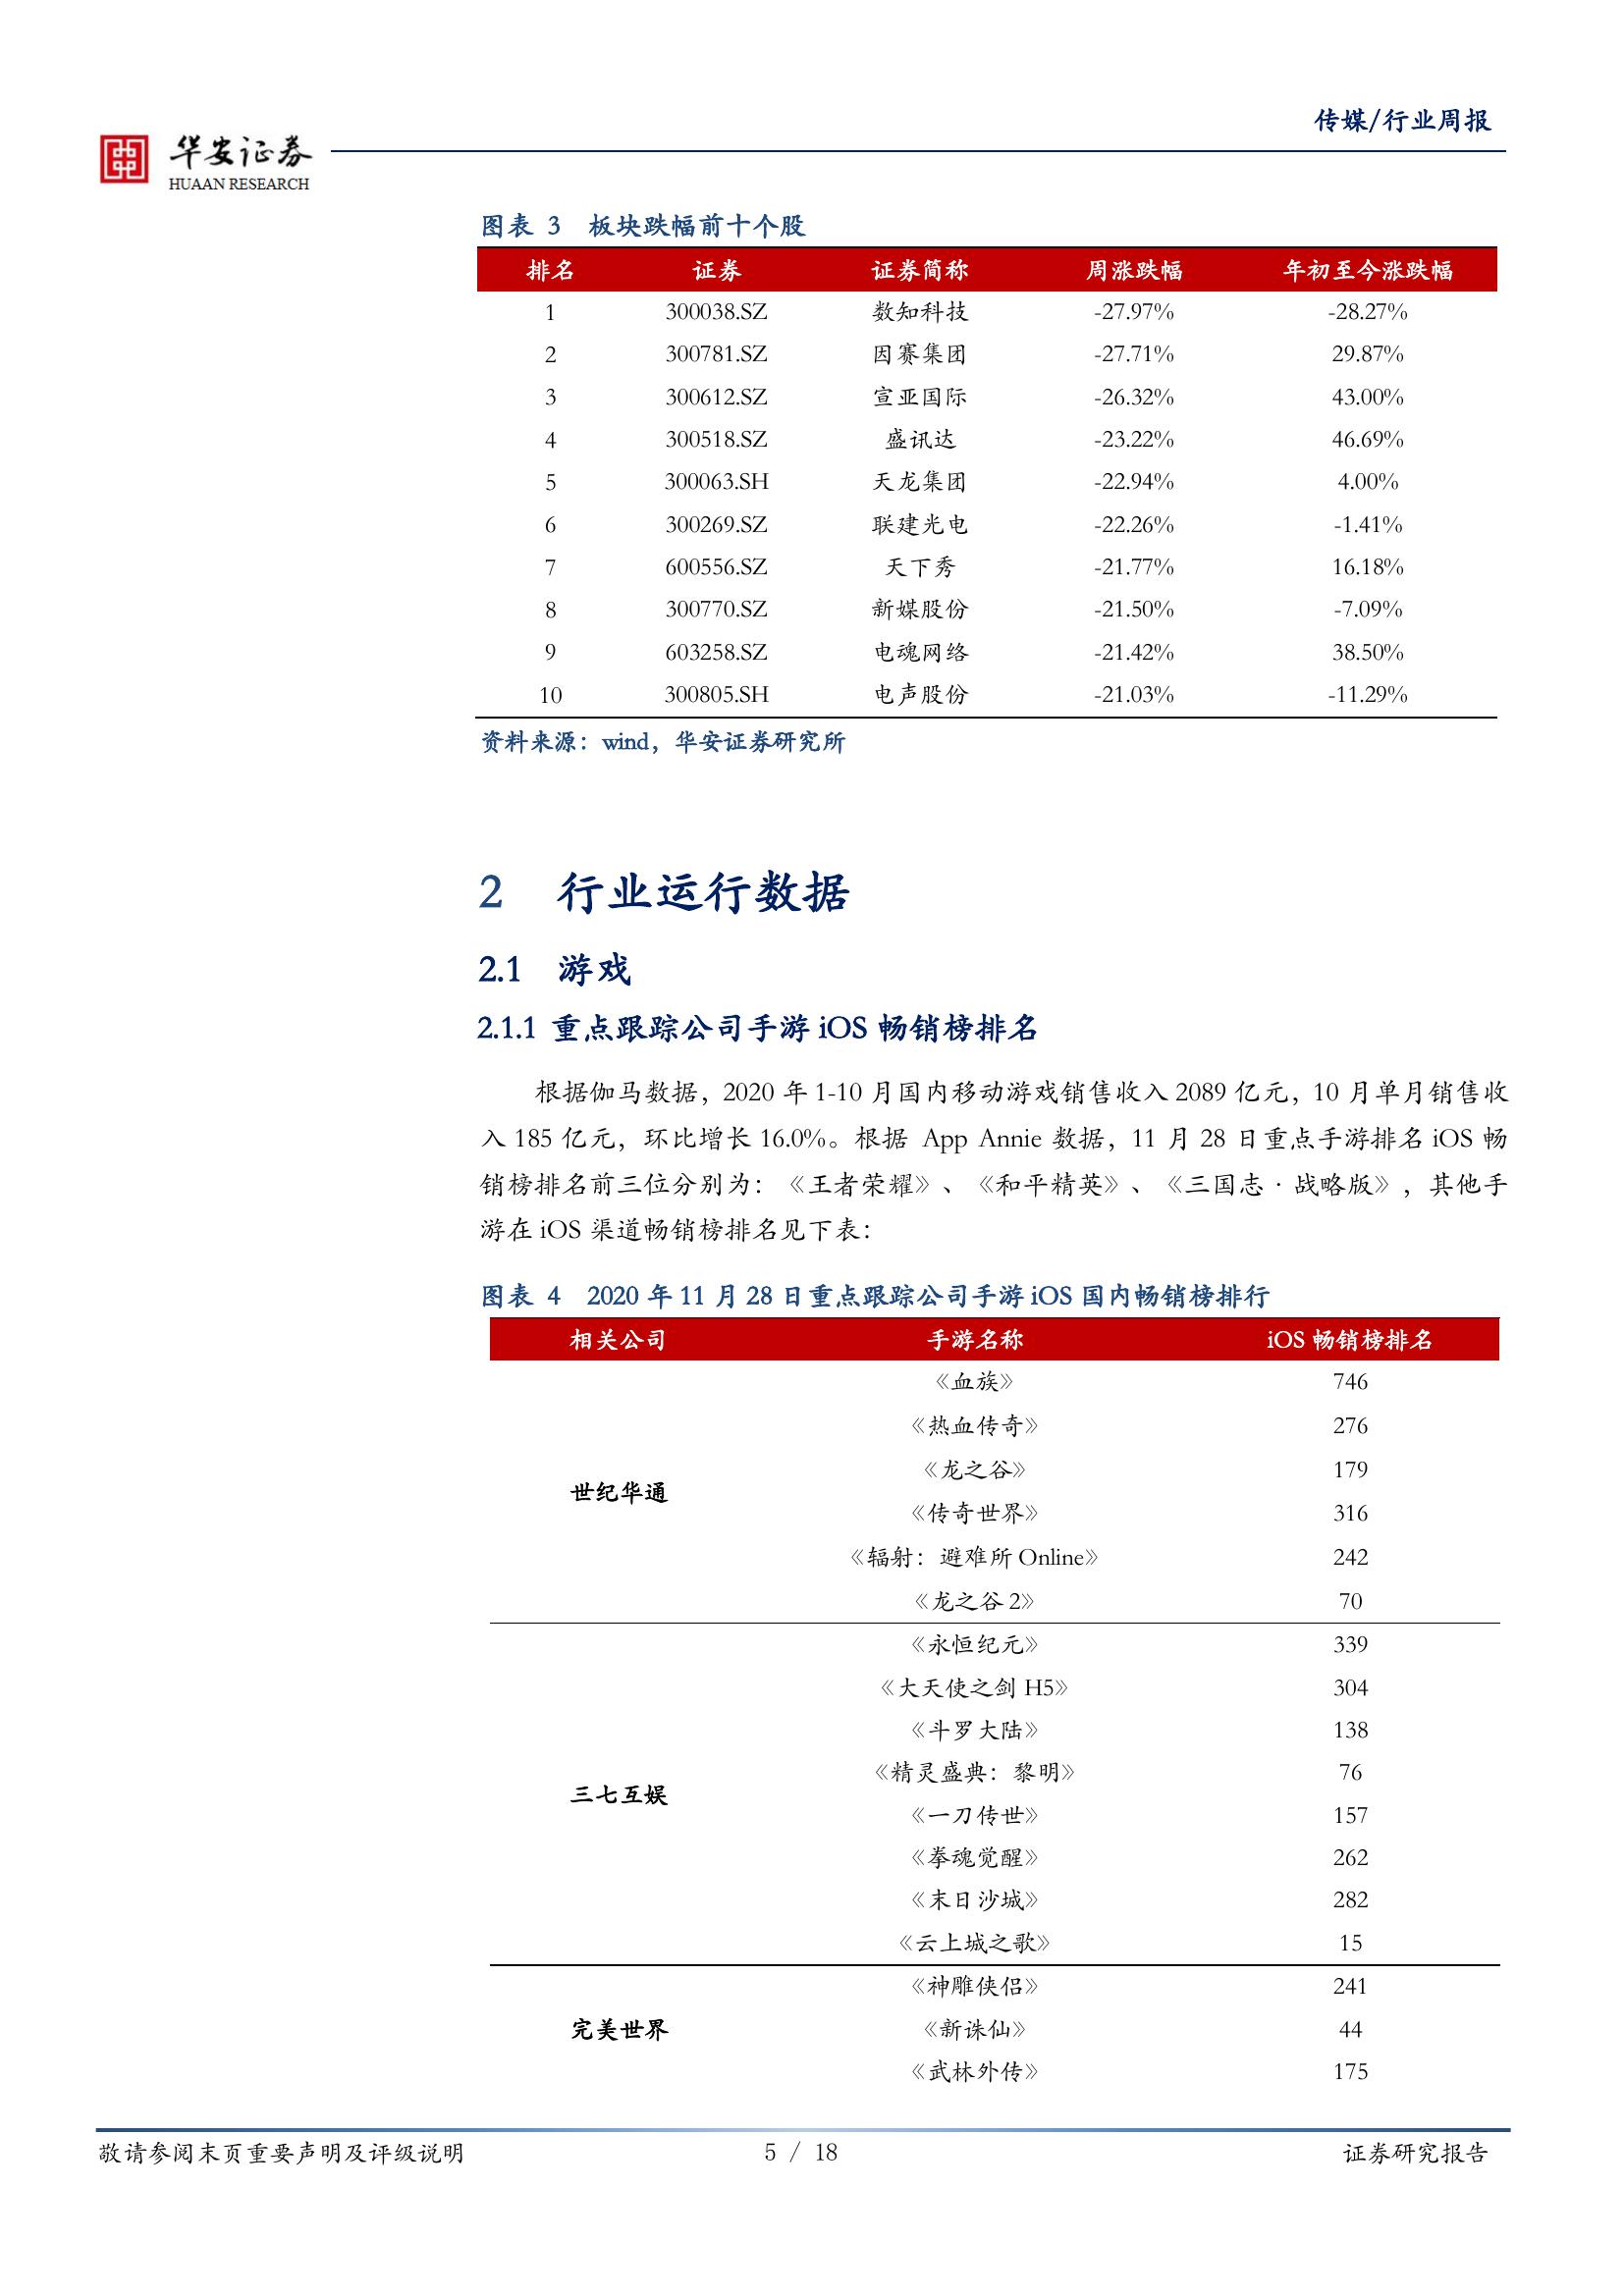 传媒/行业周报
华安证券
HUAAN RESEARCH
图表 3 板块跌幅前十个股
排名 证券 证券简称 周涨跌幅 年初至今涨跌幅
1 300038.SZ 数知科技 -27.97% -28.27%
2 300781.SZ 因赛集团 -27.71% 29.87%
3 300612.SZ 宣亚国际 -26.32% 43.00%
4 300518.SZ 盛讯达 -23.22% 46.69%
5 300063.SH 天龙集团 -22.94% 4.00%
6 300269.SZ 联建光电 -22.26% -1.41%
7 600556.SZ 天下秀 -21.77% 16.18%
8 300770.SZ 新媒股份 -21.50% -7.09%
9 603258.SZ 电魂网络 -21.42% 38.50%
10 300805.SH 电声股份 -21.03% -11.29%
资料来源：wind，华安证券研究所
2 行业运行数据
2.1 游戏
2.1.1 重点跟踪公司手游 iOS 畅销榜排名
根据伽马数据，2020 年 1-10 月国内移动游戏销售收入 2089 亿元，10 月单月销售收
入 185 亿元，环比增长 16.0%。根据 App Annie 数据，11 月 28 日重点手游排名 iOS 畅
销榜排名前三位分别为：《王者荣耀》、《和平精英》、《三国志·战略版》，其他手
游在 iOS 渠道畅销榜排名见下表：
图表 4 2020 年 11 月 28 日重点跟踪公司手游 iOS 国内畅销榜排行
相关公司 手游名称 iOS 畅销榜排名
《血族》 746
《热血传奇》 276
《龙之谷》 179
世纪华通
《传奇世界》 316
《辐射：避难所 Online》 242
《龙之谷 2》 70
《永恒纪元》 339
《大天使之剑 H5》 304
《斗罗大陆》 138
《精灵盛典：黎明》 76
三七互娱
《一刀传世》 157
《拳魂觉醒》 262
《末日沙城》 282
《云上城之歌》 15
《神雕侠侣》 241
完美世界 《新诛仙》 44
《武林外传》 175
敬请参阅末页重要声明及评级说明 5 / 18 证券研究报告